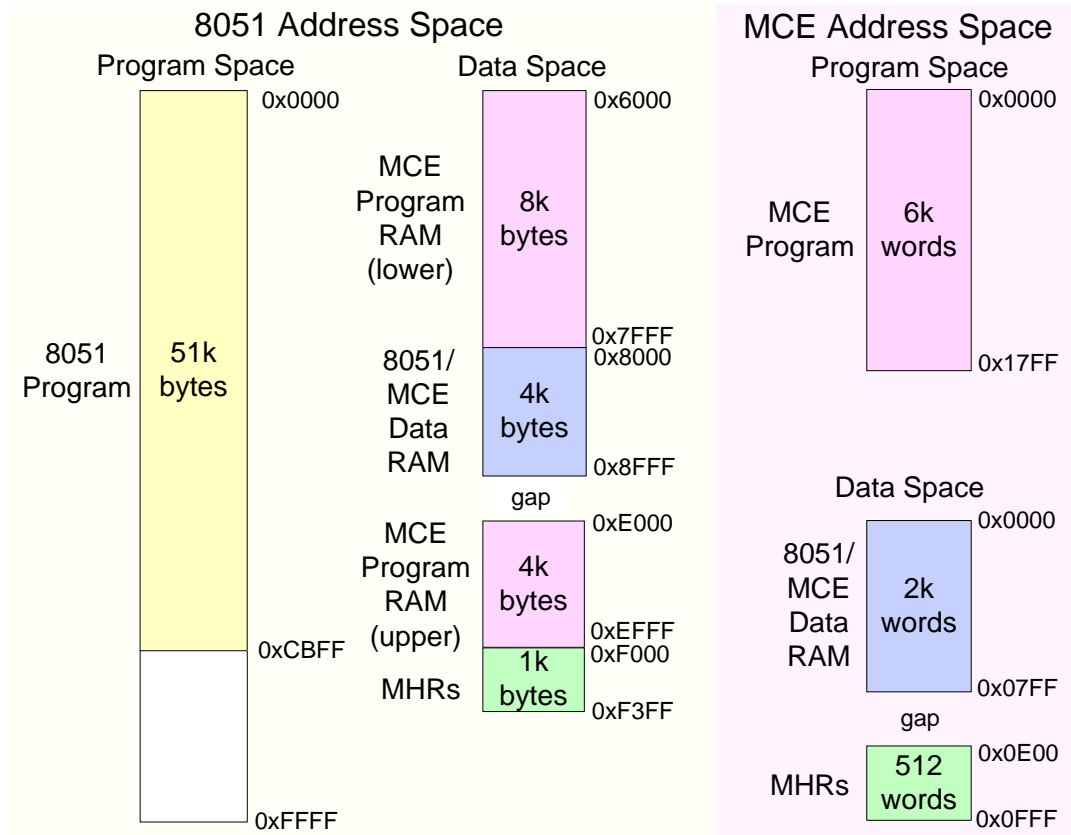 8051 Address Space
Program Space
0x0000
8051
Program
51k
bytes
0xCBFF
0xFFFF
Data Space
0x6000
MCE
Program
RAM
(lower)
8k
bytes
0x7FFF
0x8000
8051/
MCE
Data
RAM
4k
bytes
0x8FFF
gap
0xE000
MCE
Program
RAM
(upper)
4k
bytes
0xEFFF
0xF000
MHRs
1k
bytes
0xF3FF
MCE Address Space
Program Space
0x0000
MCE
Program
6k
words
0x17FF
Data Space
0x0000
8051/
MCE
Data
RAM
2k
words
0x07FF
gap
0x0E00
MHRs
512
words
0x0FFF